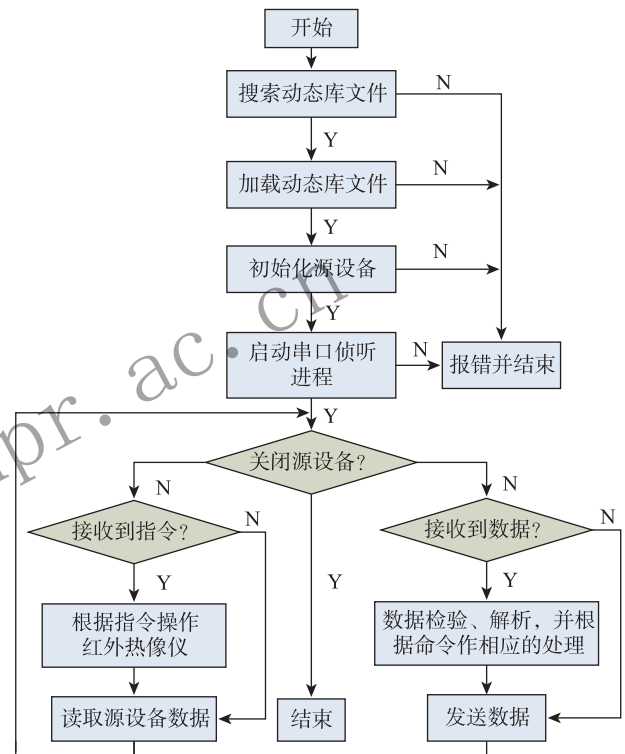 开始
搜索动态库文件
N
Y
加载动态库文件
N
Y
初始化源设备
N
Y
启动串口侦听
进程
N
报错并结束
Y
关闭源设备?
N
N
接收到指令?
N
接收到数据?
N
Y
Y
Y
根据指令操作
红外热像仪
数据检验、解析，并根
据命令作相应的处理
读取源设备数据
结束
发送数据
pr.ac.cn